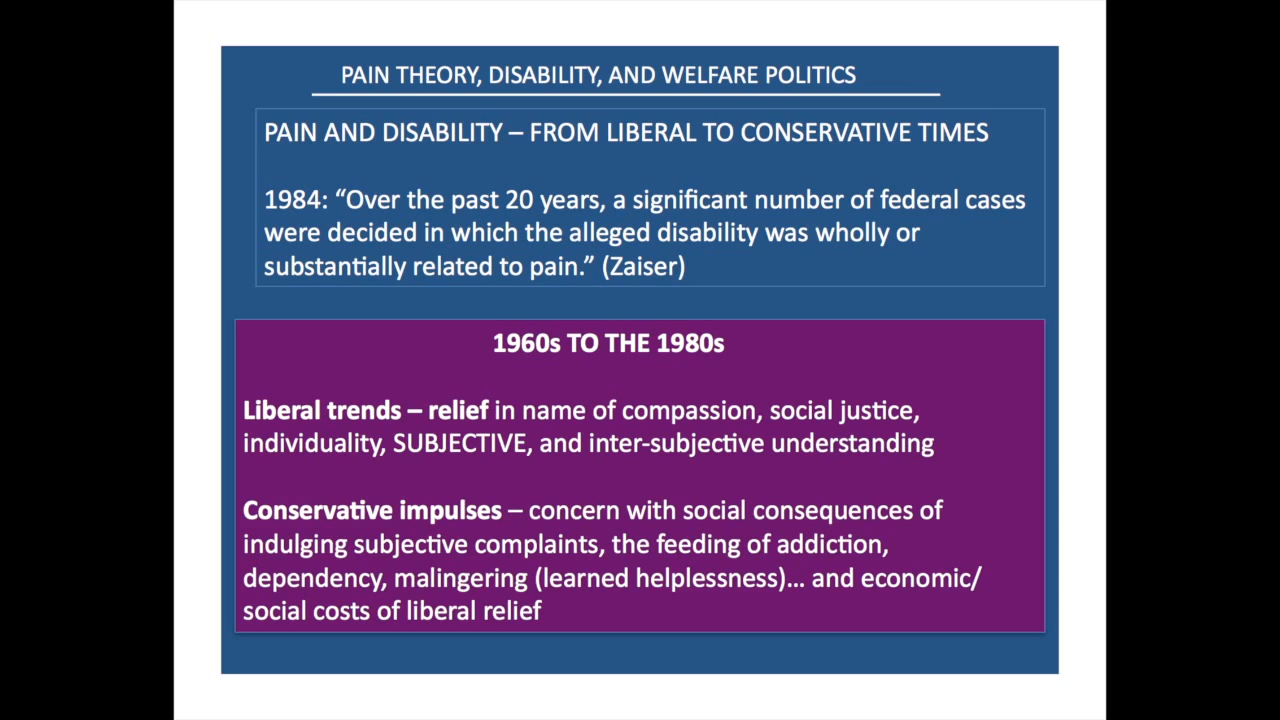 PAIN THEORY, DISABILITY, AND WELFARE POLITICS
PAIN AND DISABILITY – FROM LIBERAL TO CONSERVATIVE TIMES
1984: “Over the past 20 years, a significant number of federal cases
were decided in which the alleged disability was wholly or
substantially related to pain.” (Zaiser)
1960s TO THE 1980s
Liberal trends – relief in name of compassion, social justice,
individuality, SUBJECTIVE, and inter-subjective understanding
Conservative impulses – concern with social consequences of
indulging subjective complaints, the feeding of addiction,
dependency, malingering (learned helplessness)… and economic/
social costs of liberal relief